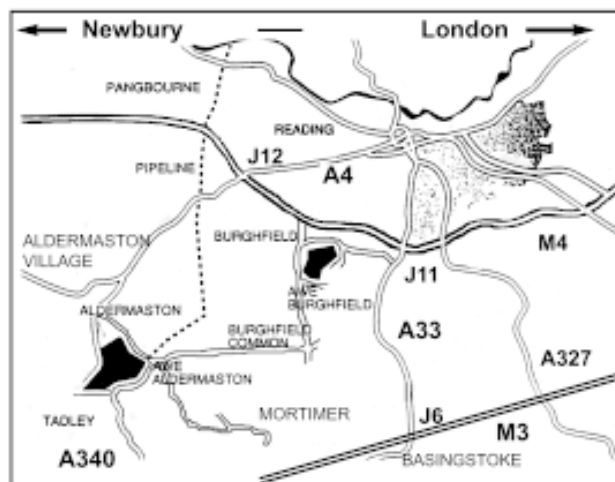 Newbury — London
PANGBOURNE
READING
PIPELINE
J12
A4
ALDERMASTON
VILLAGE
BURGHFIELD
M4
J11
AWE
BURGHFIELD
ALDERMASTON
BURGHFIELD
COMMON
A33
A327
AWE
ALDERMASTON
MORTIMER
J6
M3
TADLEY
A340
BASINGSTOKE